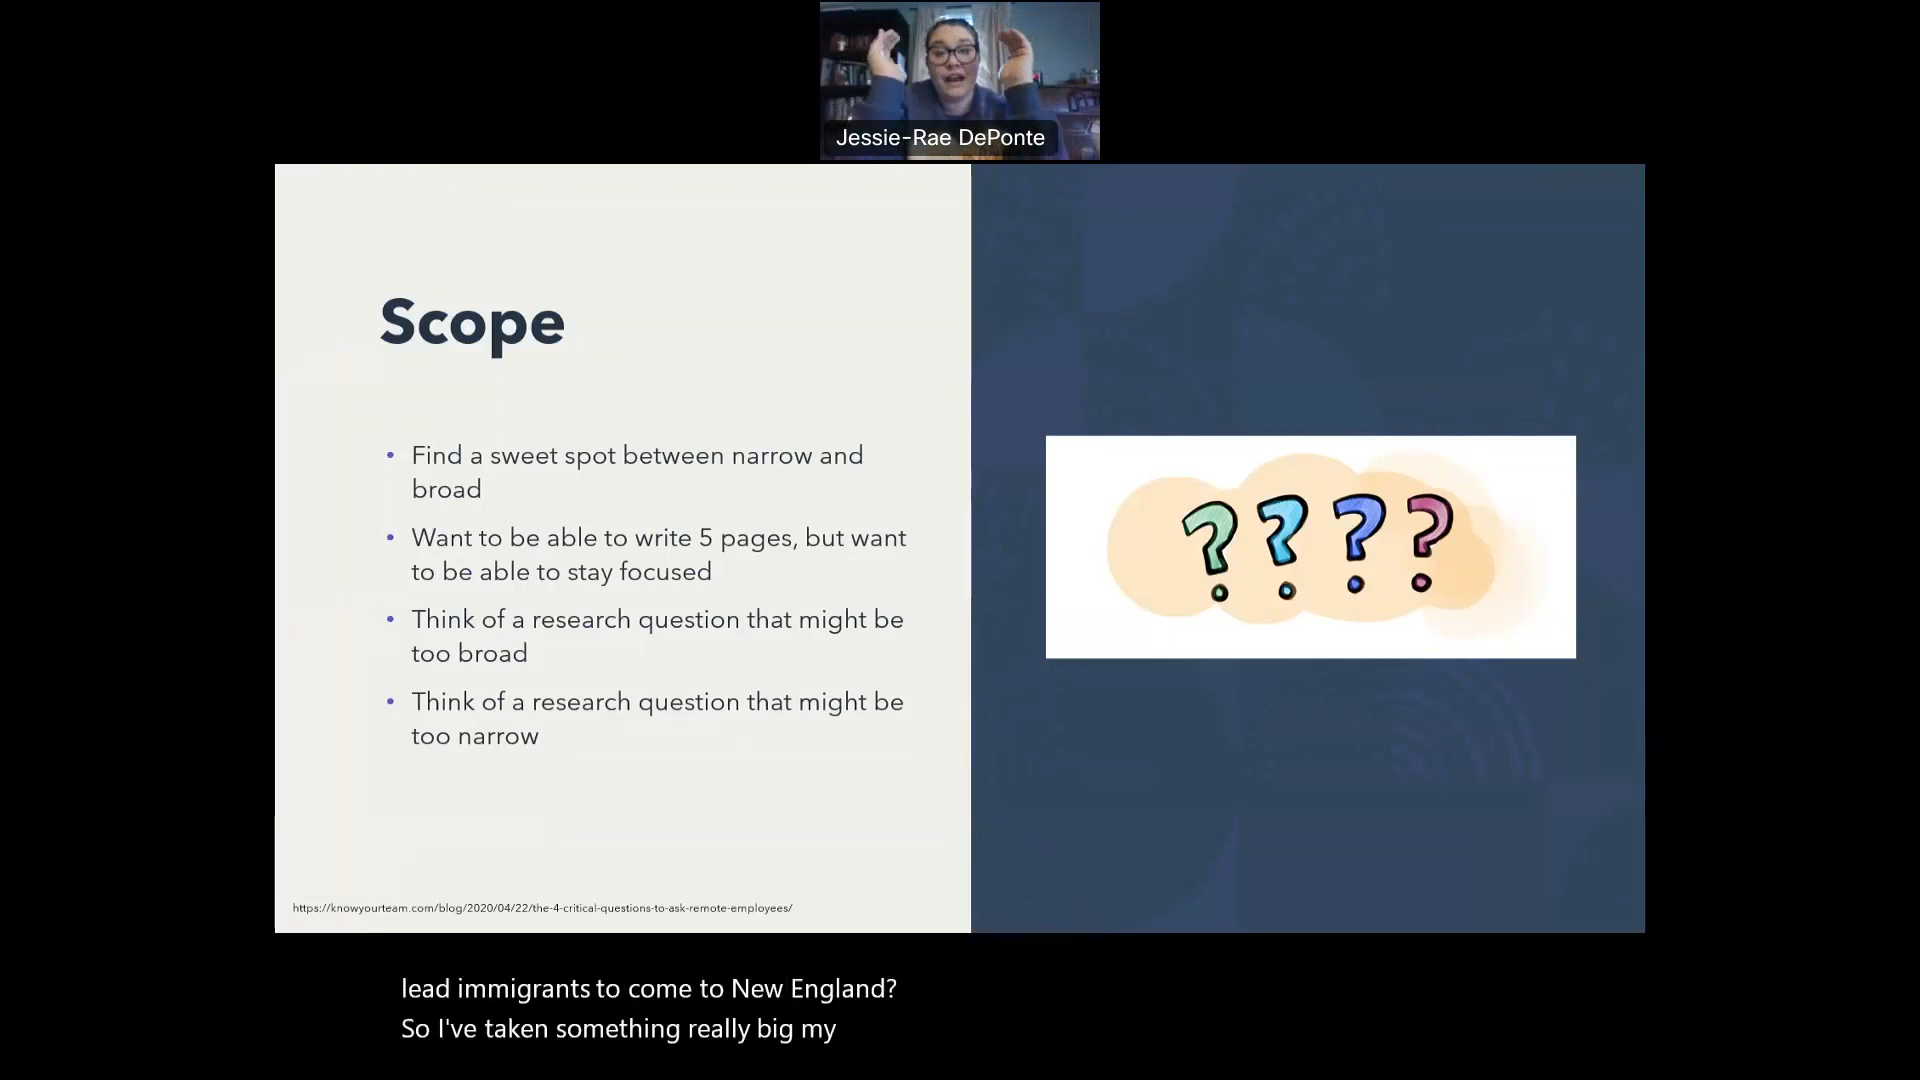 Jessie-Rae DePonte
Scope
• Find a sweet spot between narrow and
broad
• Want to be able to write 5 pages, but want
to be able to stay focused
• Think of a research question that might be
too broad
• Think of a research question that might be
too narrow
? ? ? ?
https://knowyourteam.com/blog/2020/04/22/the-4-critical-questions-to-ask-remote-employees/
lead immigrants to come to New England?
So I've taken something really big my